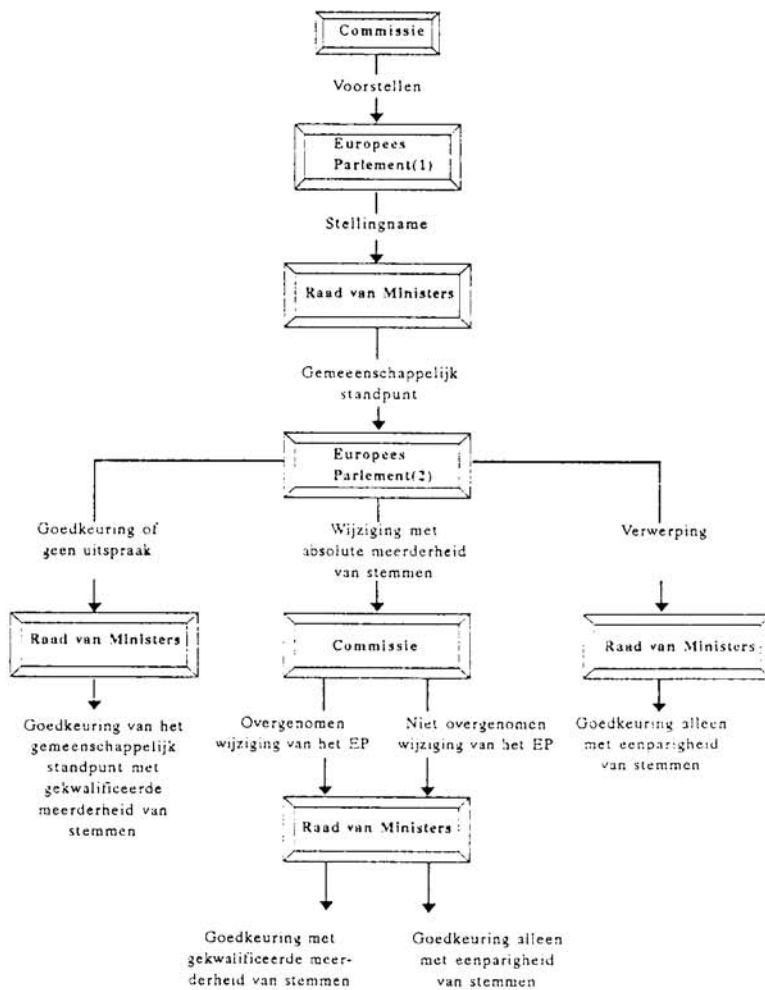 Commissie
Voorstellen
Europees
Parlement(1)
Stellingname
Raad van Ministers
Gemeeenschappelijk
standpunt
Europees
Parlement(2)
Goedkeuring of
geen uitspraak
Wijziging met
absolute meerderheid
van stemmen
Verwerping
Raad van Ministers
Commissie
Raad van Ministers
Goedkeuring van het
gemeenschappelijk
standpunt met
gekwalificeerde
meerderheid van
stemmen
Overgenomen
wijziging van het EP
Niet overgenomen
wijziging van het EP
Goedkeuring alleen
met eenparigheid
van stemmen
Raad van Ministers
Goedkeuring met
gekwalificeerde meer-
derheid van stemmen
Goedkeuring alleen
met eenparigheid
van stemmen